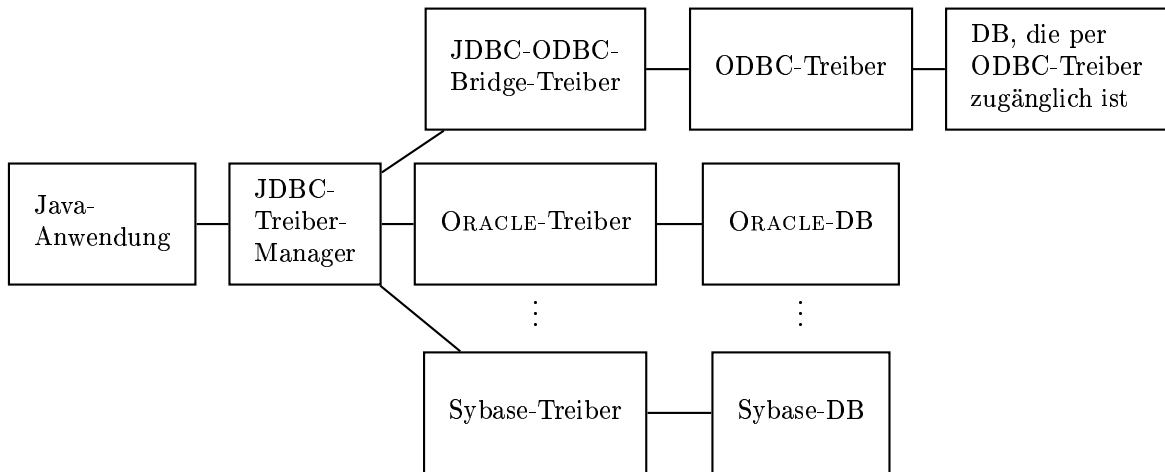 JDBC-ODBC-
Bridge-Treiber
ODBC-Treiber
DB, die per
ODBC-Treiber
zugänglich ist
Java-
Anwendung
JDBC-
Treiber-
Manager
ORACLE-Treiber
ORACLE-DB
Sybase-Treiber
Sybase-DB